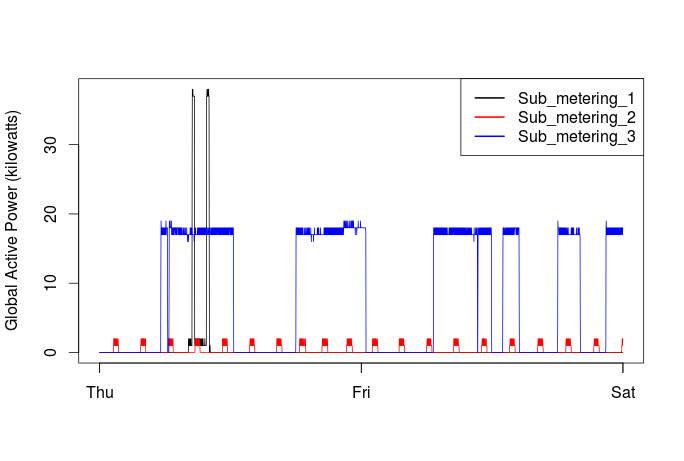 Global Active Power (kilowatts)
30
20
10
0
Sub_metering_1
Sub_metering_2
Sub_metering_3
Thu
Fri
Sat